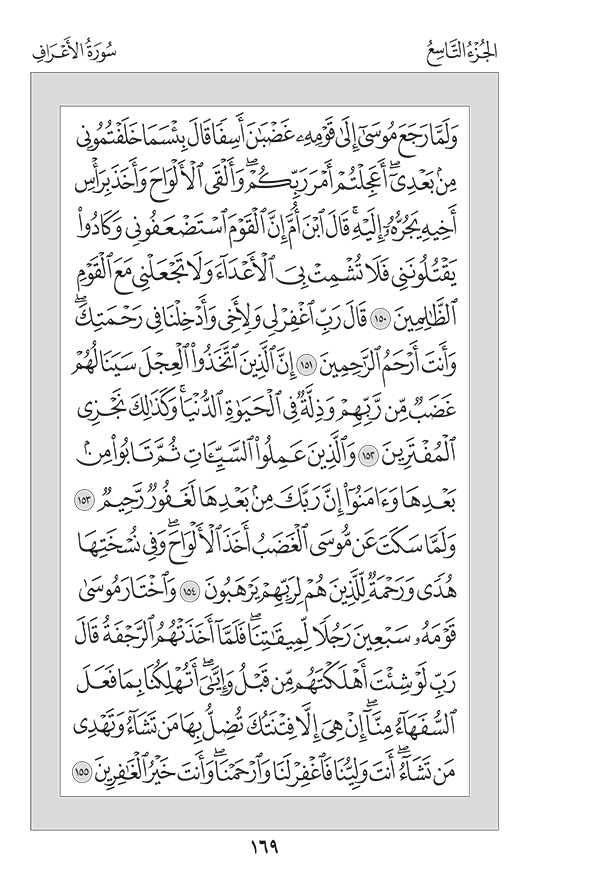 الجُزْءُ التَّاسِعُ
سُورَةُ الأَعْرَافِ
وَلَمَّا رَجَعَ مُوسَىٰٓ إِلَىٰ قَوْمِهِۦ غَضْبَٰنَ أَسِفٗا قَالَ بِئۡسَمَا خَلَفۡتُمُونِي
مِنۢ بَعۡدِيٓۖ أَعَجِلۡتُمۡ أَمۡرَ رَبِّكُمۡۖ وَأَلۡقَى ٱلۡأَلۡوَاحَ وَأَخَذَ بِرَأۡسِ
أَخِيهِ يَجُرُّهُۥٓ إِلَيۡهِۚ قَالَ ٱبۡنَ أُمَّ إِنَّ ٱلۡقَوۡمَ ٱسۡتَضۡعَفُونِي وَكَادُواْ
يَقۡتُلُونَنِي فَلَا تُشۡمِتۡ بِيَ ٱلۡأَعۡدَآءَ وَلَا تَجۡعَلۡنِي مَعَ ٱلۡقَوۡمِ
ٱلظَّٰلِمِينَ ١٥٠ قَالَ رَبِّ ٱغۡفِرۡ لِي وَلِأَخِي وَأَدۡخِلۡنَا فِي رَحۡمَتِكَۖ
وَأَنتَ أَرۡحَمُ ٱلرَّٰحِمِينَ ١٥١ إِنَّ ٱلَّذِينَ ٱتَّخَذُواْ ٱلۡعِجۡلَ سَيَنَالُهُمۡ
غَضَبٞ مِّن رَّبِّهِمۡ وَذِلَّةٞ فِي ٱلۡحَيَوٰةِ ٱلدُّنۡيَاۚ وَكَذَٰلِكَ نَجۡزِي
ٱلۡمُفۡتَرِينَ ١٥٢ وَٱلَّذِينَ عَمِلُواْ ٱلسَّيِّـَٔاتِ ثُمَّ تَابُواْ مِنۢ
بَعۡدِهَا وَءَامَنُوٓاْ إِنَّ رَبَّكَ مِنۢ بَعۡدِهَا لَغَفُورٞ رَّحِيمٞ ١٥٣
وَلَمَّا سَكَتَ عَن مُّوسَى ٱلۡغَضَبُ أَخَذَ ٱلۡأَلۡوَاحَۖ وَفِي نُسۡخَتِهَا
هُدٗى وَرَحۡمَةٞ لِّلَّذِينَ هُمۡ لِرَبِّهِمۡ يَرۡهَبُونَ ١٥٤ وَٱخۡتَارَ مُوسَىٰ
قَوۡمَهُۥ سَبۡعِينَ رَجُلٗا لِّمِيقَٰتِنَاۖ فَلَمَّآ أَخَذَتۡهُمُ ٱلرَّجۡفَةُ قَالَ
رَبِّ لَوۡ شِئۡتَ أَهۡلَكۡتَهُم مِّن قَبۡلُ وَإِيَّٰيَۖ أَتُهۡلِكُنَا بِمَا فَعَلَ
ٱلسُّفَهَآءُ مِنَّآۖ إِنۡ هِيَ إِلَّا فِتۡنَتُكَ تُضِلُّ بِهَا مَن تَشَآءُ وَتَهۡدِي
مَن تَشَآءُۖ أَنتَ وَلِيُّنَا فَٱغۡفِرۡ لَنَا وَٱرۡحَمۡنَاۖ وَأَنتَ خَيۡرُ ٱلۡغَٰفِرِينَ ١٥٥
١٦٩